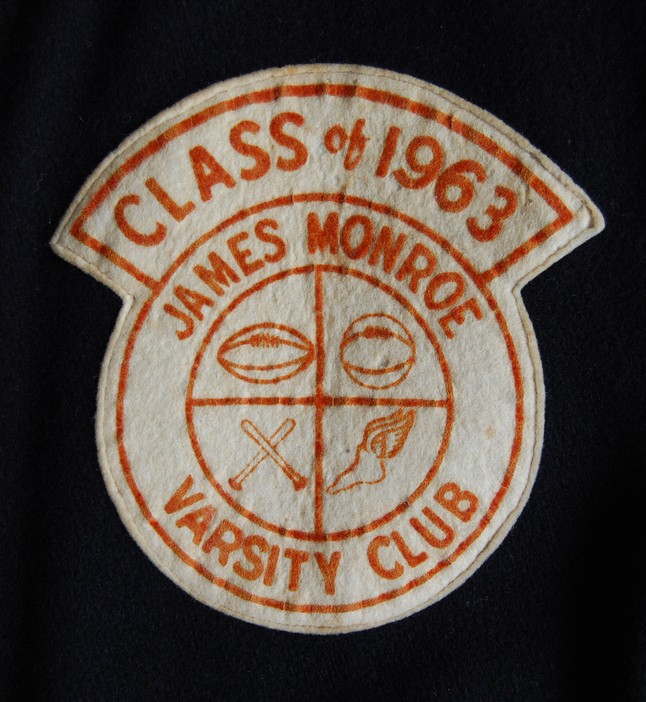 CLASS of 1963
JAMES MONROE
VARSITY CLUB